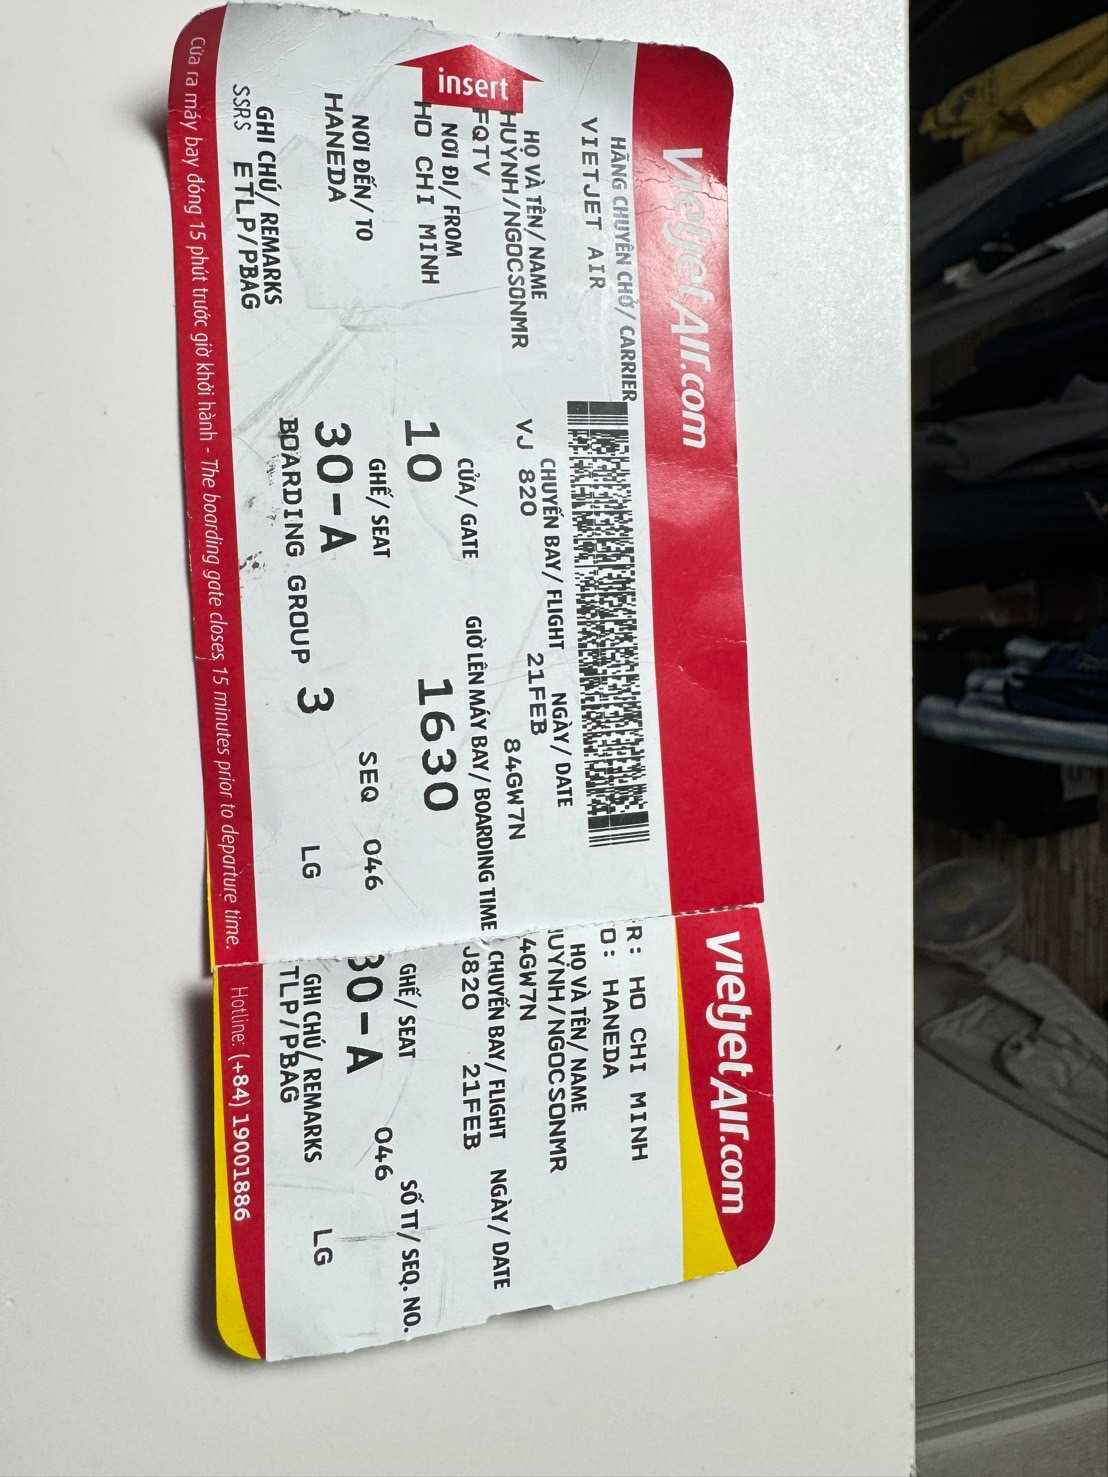 VietjetAir.com
HÃNG CHUYÊN CHỞ/ CARRIER
VIETJET AIR
insert
HỌ VÀ TÊN/ NAME
HUYNH/NGOCSONMR
FQTV
CHUYẾN BAY/ FLIGHT
VJ 820
NGÀY/ DATE
21FEB
84GW7N
NƠI ĐI/ FROM
HO CHI MINH
CỬA/ GATE
10
GIỜ LÊN MÁY BAY/ BOARDING TIME
1630
NƠI ĐẾN/ TO
HANEDA
GHẾ/ SEAT
30-A
SEQ 046
GHI CHÚ/ REMARKS
SSRS ETLP/PBAG
BOARDING GROUP 3
LG
Cửa ra máy bay đóng 15 phút trước giờ khởi hành - The boarding gate closes 15 minutes prior to departure time.
VietjetAir.com
R: HO CHI MINH
O: HANEDA
HỌ VÀ TÊN/ NAME
UYNH/NGOCSONMR
4GW7N
CHUYẾN BAY/ FLIGHT NGÀY/ DATE
J820 21FEB
GHẾ/ SEAT SỐ TT/ SEQ. NO.
30-A 046
GHI CHÚ/ REMARKS
TLP/PBAG LG
Hotline: (+84) 19001886